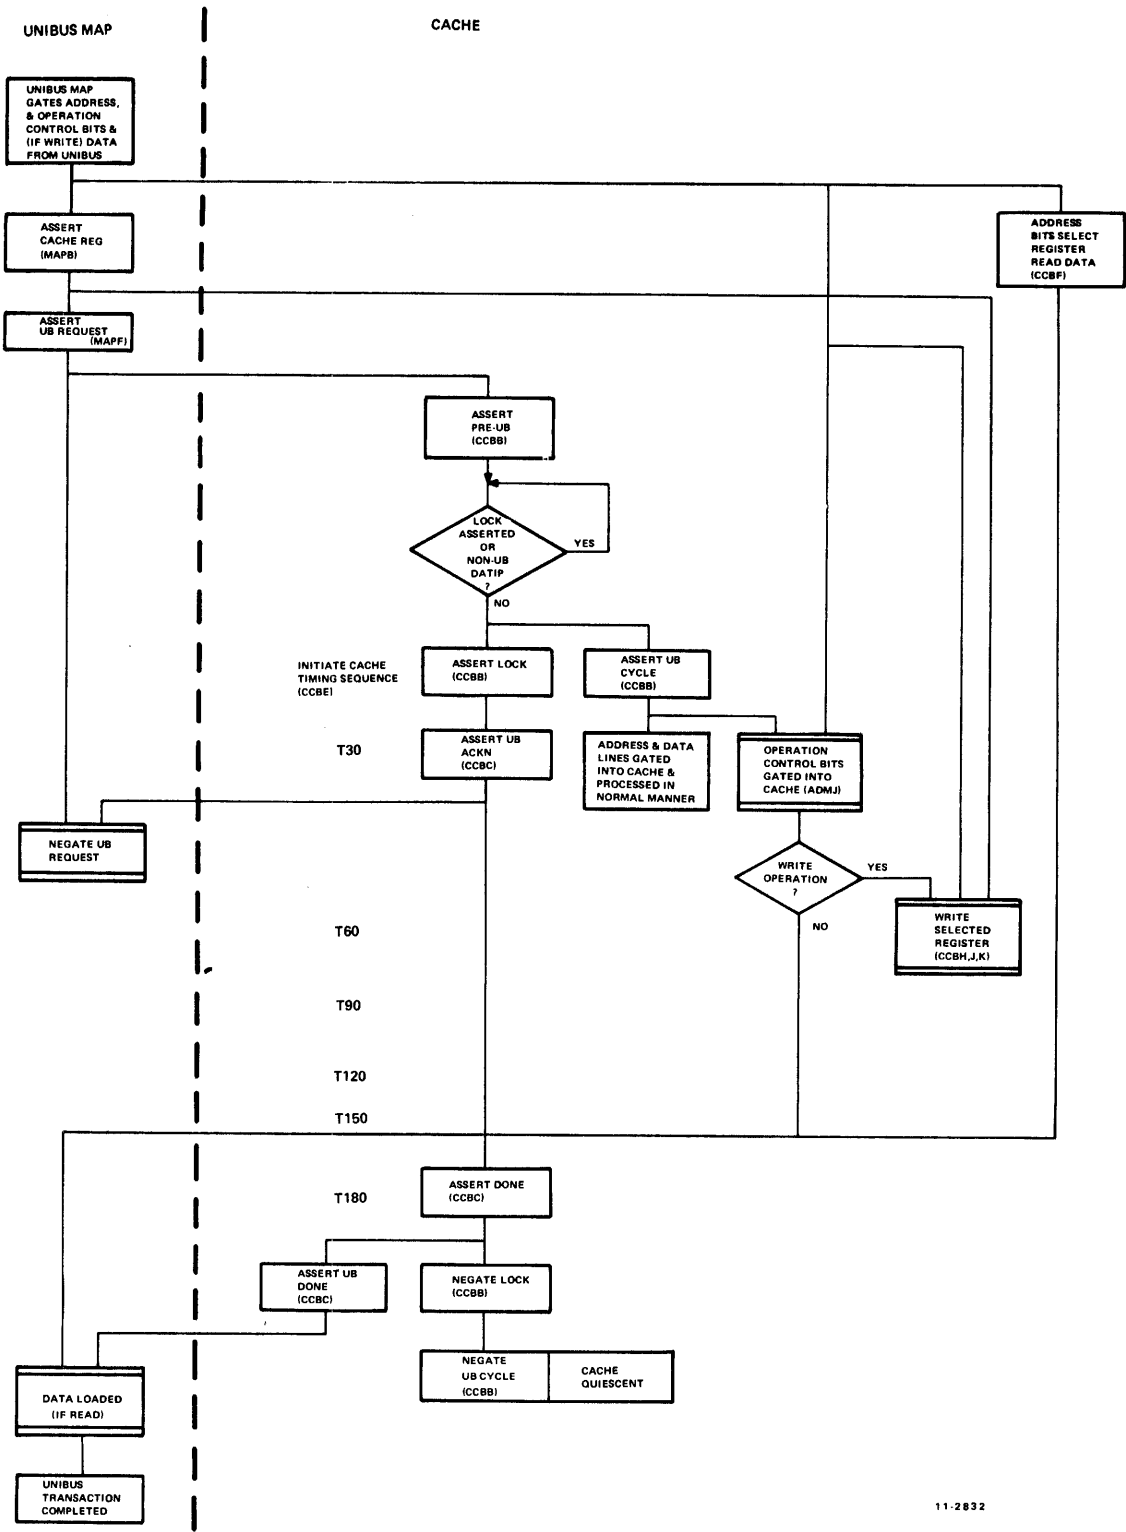 UNIBUS MAP
CACHE
UNIBUS MAP
GATES ADDRESS,
& OPERATION
CONTROL BITS &
(IF WRITE) DATA
FROM UNIBUS
ASSERT
CACHE REG
(MAPB)
ADDRESS
BITS SELECT
REGISTER
READ DATA
(CCBF)
ASSERT
UB REQUEST
(MAPF)
ASSERT
PRE-UB
(CCBB)
LOCK
ASSERTED
OR
NON-UB
DATIP
?
YES
NO
INITIATE CACHE
TIMING SEQUENCE
(CCBE)
ASSERT LOCK
(CCBB)
ASSERT UB
CYCLE
(CCBB)
T30
ASSERT UB
ACKN
(CCBC)
ADDRESS & DATA
LINES GATED
INTO CACHE &
PROCESSED IN
NORMAL MANNER
OPERATION
CONTROL BITS
GATED INTO
CACHE (ADMJ)
NEGATE UB
REQUEST
WRITE
OPERATION
?
YES
NO
WRITE
SELECTED
REGISTER
(CCBH,J,K)
T60
T90
T120
T150
T180
ASSERT DONE
(CCBC)
ASSERT UB
DONE
(CCBC)
NEGATE LOCK
(CCBB)
NEGATE
UB CYCLE
(CCBB)
CACHE
QUIESCENT
DATA LOADED
(IF READ)
UNIBUS
TRANSACTION
COMPLETED
11-2832